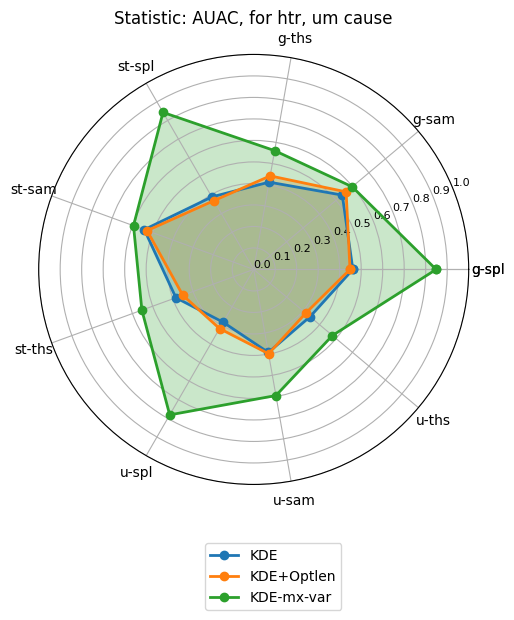 Statistic: AUAC, for htr, um cause
g-ths
st-spl
g-sam
st-sam
1.0
0.9
0.8
0.7
0.6
0.5
0.4
0.3
0.2
0.1
0.0
g-spl
st-ths
u-ths
u-spl
u-sam
KDE
KDE+Optlen
KDE-mx-var